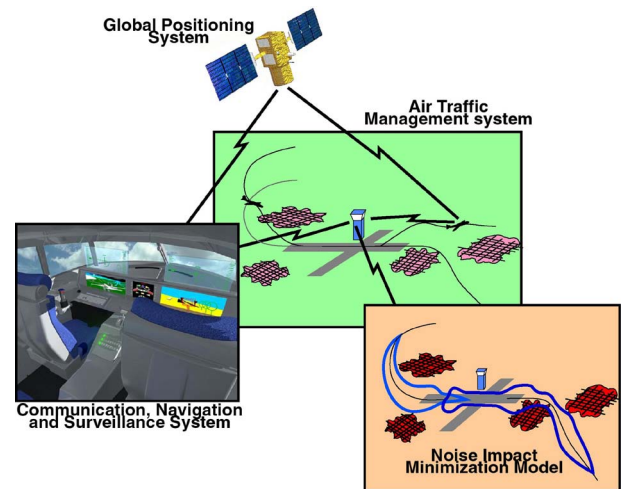 Global Positioning
System
Air Traffic
Management system
Communication, Navigation
and Surveillance System
Noise Impact
Minimization Model